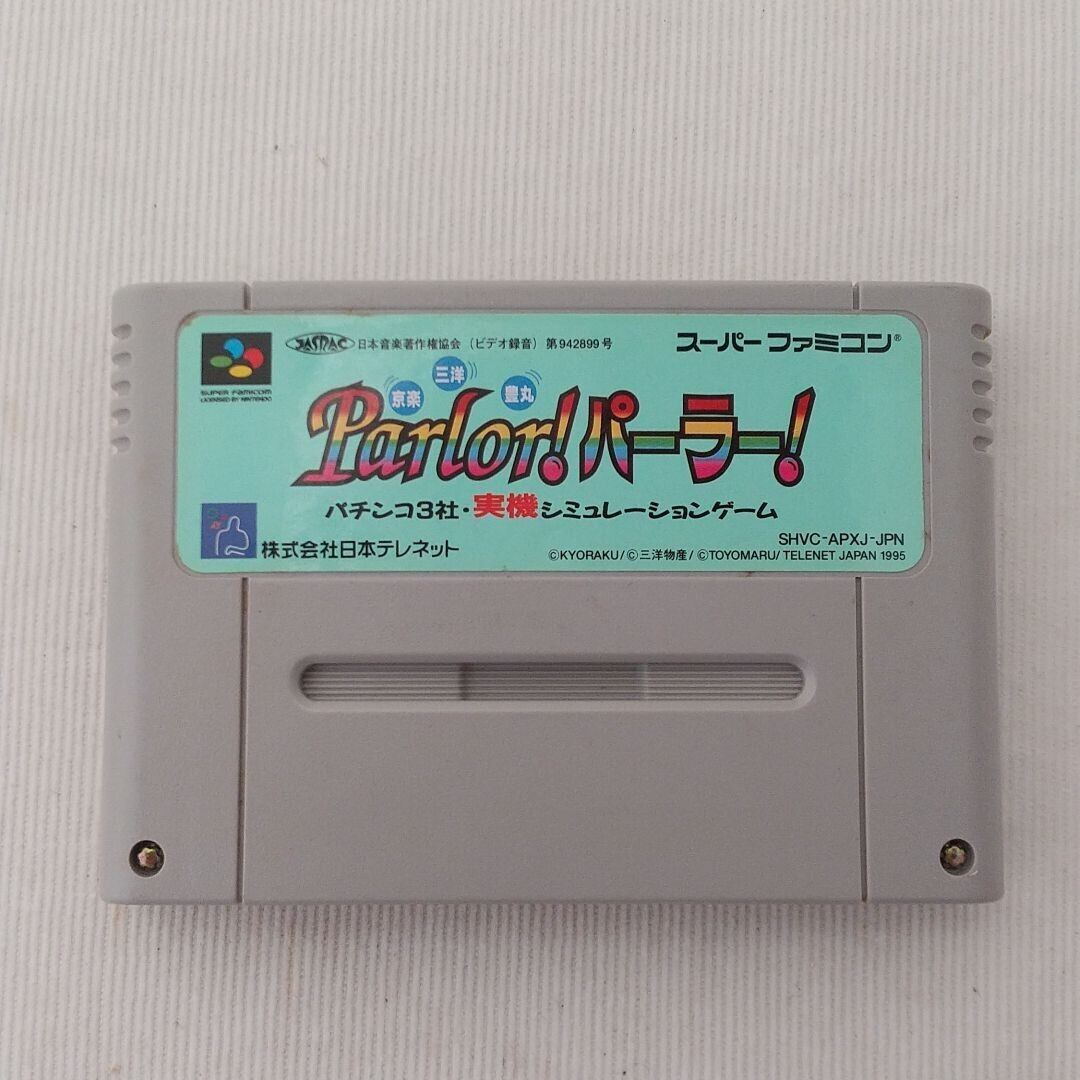 SUPER FAMICOM
LICENSED BY NINTENDO
JASRAC 日本音楽著作権協会 (ビデオ録音) 第942899号
スーパーファミコン®
京楽 三洋 豊丸
Parlor! パーラー!
パチンコ3社・実機シミュレーションゲーム
株式会社日本テレネット
SHVC-APXJ-JPN
©KYORAKU/©三洋物産/©TOYOMARU/TELENET JAPAN 1995